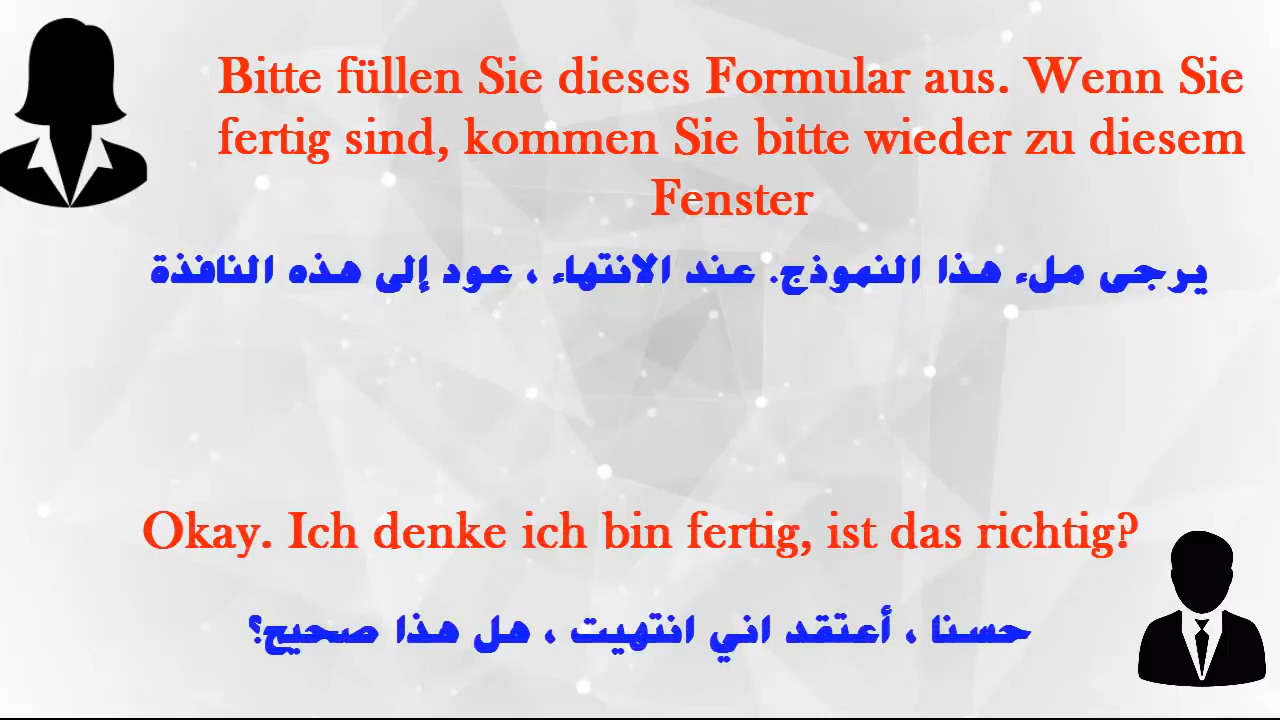 Bitte füllen Sie dieses Formular aus. Wenn Sie
fertig sind, kommen Sie bitte wieder zu diesem
Fenster
يرجى ملء هذا النموذج. عند الانتهاء ، عود إلى هذه النافذة
Okay. Ich denke ich bin fertig, ist das richtig?
حسنا ، أعتقد اني انتهيت ، هل هذا صحيح؟